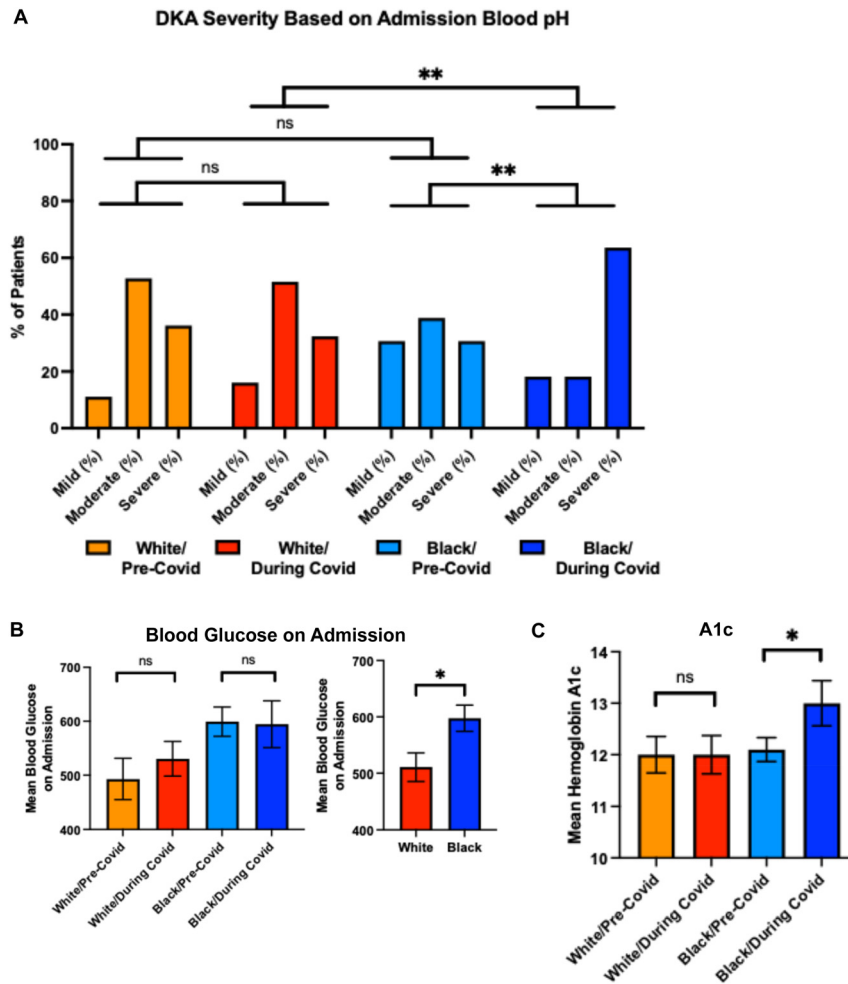 A
DKA Severity Based on Admission Blood pH
**
ns
ns
**
% of Patients
100
80
60
40
20
0
Mild (%)
Moderate (%)
Severe (%)
Mild (%)
Moderate (%)
Severe (%)
Mild (%)
Moderate (%)
Severe (%)
Mild (%)
Moderate (%)
Severe (%)
White/
Pre-Covid
White/
During Covid
Black/
Pre-Covid
Black/
During Covid
B
Blood Glucose on Admission
Mean Blood Glucose
on Admission
700
600
500
400
ns
ns
White/Pre-Covid
White/During Covid
Black/Pre-Covid
Black/During Covid
Mean Blood Glucose
on Admission
700
600
500
400
*
White
Black
C
A1c
Mean Hemoglobin A1c
14
13
12
11
10
ns
*
White/Pre-Covid
White/During Covid
Black/Pre-Covid
Black/During Covid